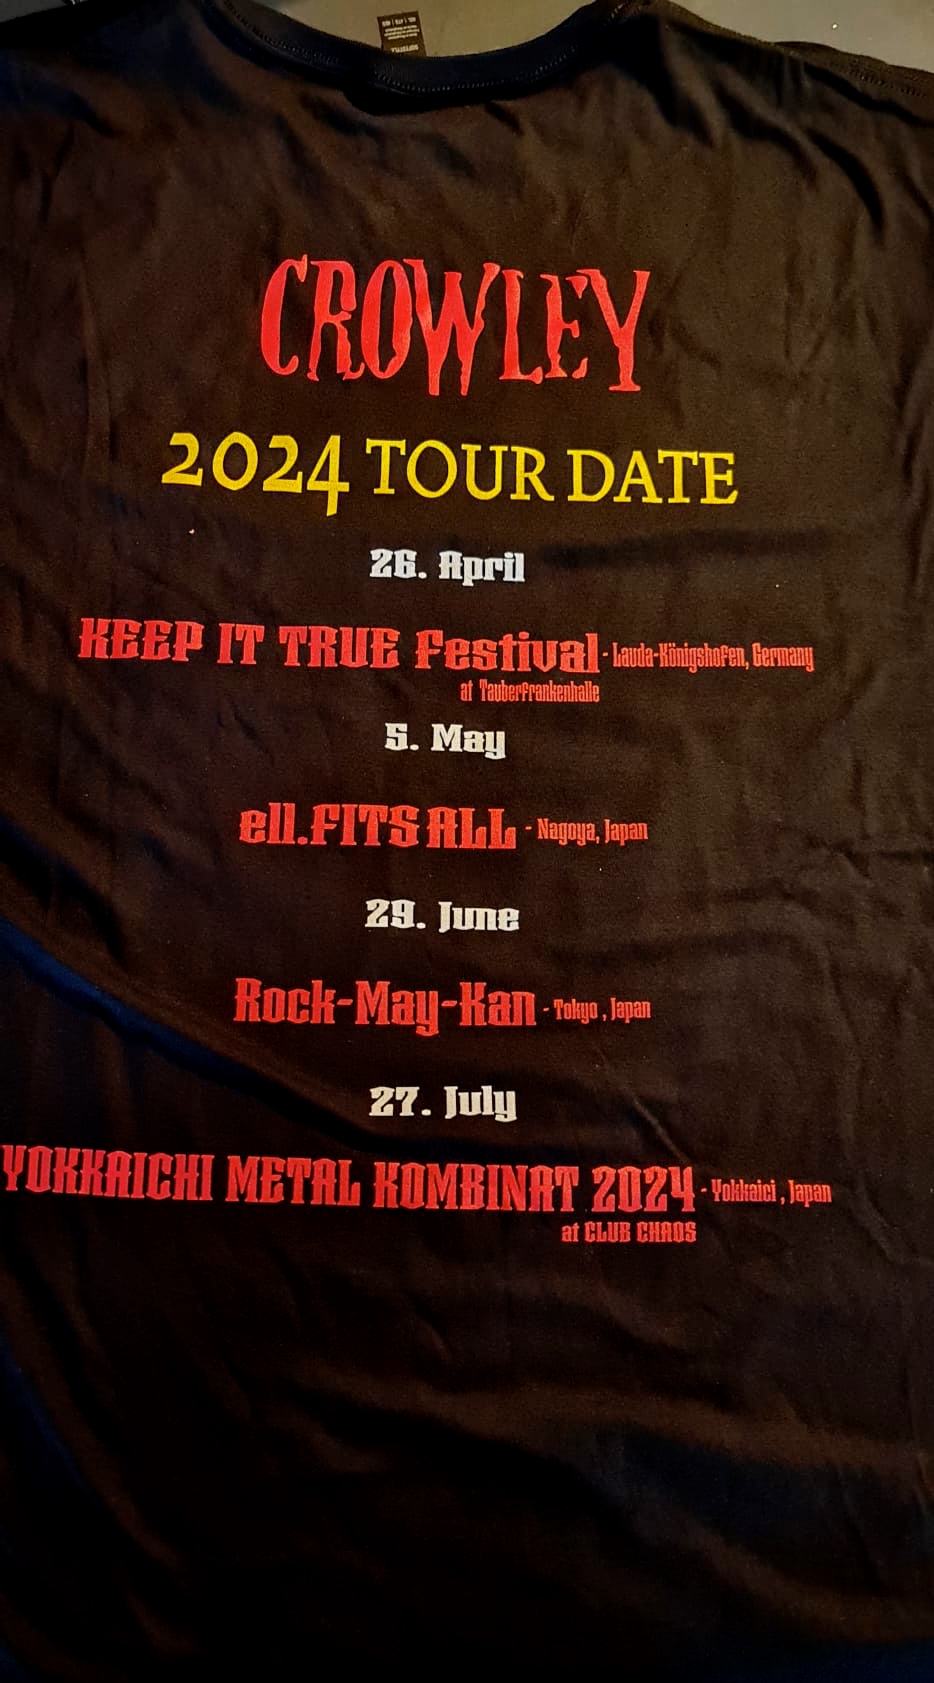 CROWLEY
2024 TOUR DATE
26. April
KEEP IT TRUE Festival - Lauda-Königshofen, Germany
at Tauberfrankenhalle
5. May
ell.FITS ALL - Nagoya, Japan
29. June
Rock-May-Kan - Tokyo , Japan
27. July
YOKKAICHI METAL KOMBINAT 2024 - Yokkaici , Japan
at CLUB CHAOS